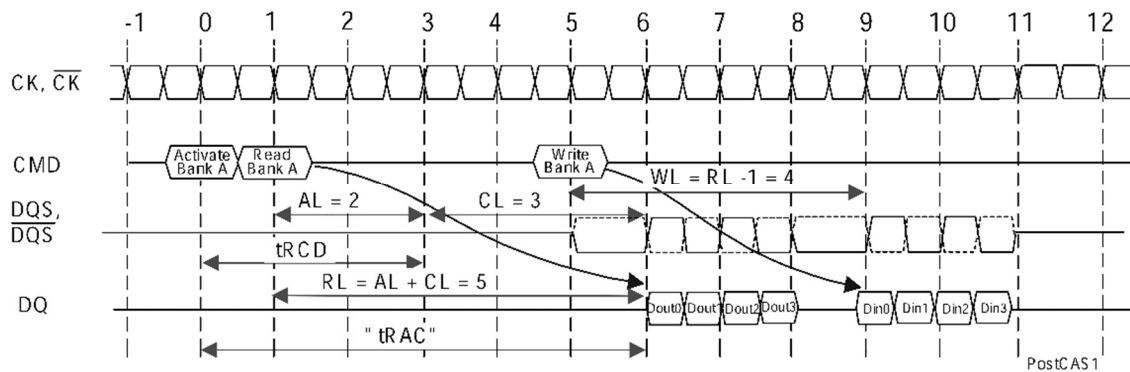 -1 0 1 2 3 4 5 6 7 8 9 10 11 12
CK, C̅K̅
CMD
Activate
Bank A
Read
Bank A
Write
Bank A
WL = RL -1 = 4
AL = 2
CL = 3
DQS,
D̅Q̅S̅
tRCD
RL = AL + CL = 5
DQ
Dout0 Dout1 Dout2 Dout3 Din0 Din1 Din2 Din3
" tRAC"
PostCAS1